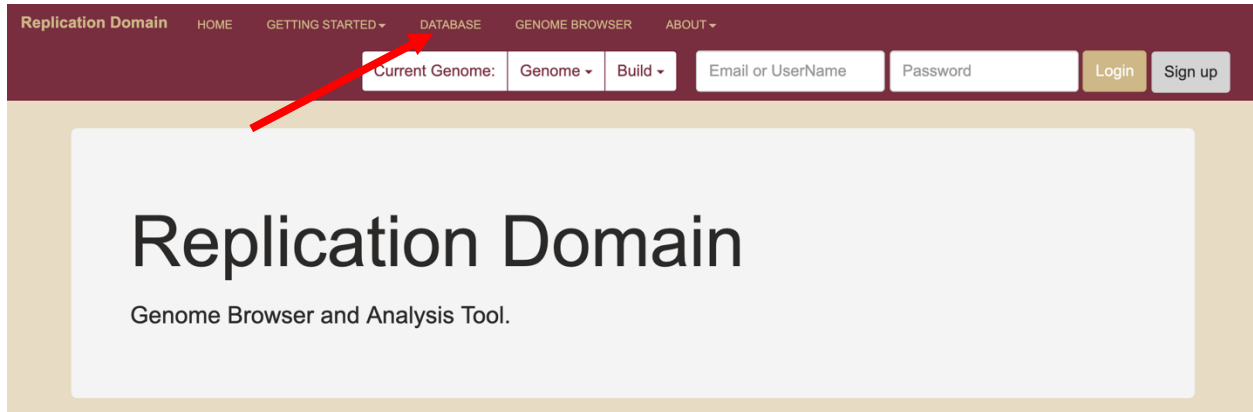 Replication Domain HOME GETTING STARTED DATABASE GENOME BROWSER ABOUT
Current Genome: Genome Build Email or UserName Password Login Sign up
Replication Domain
Genome Browser and Analysis Tool.